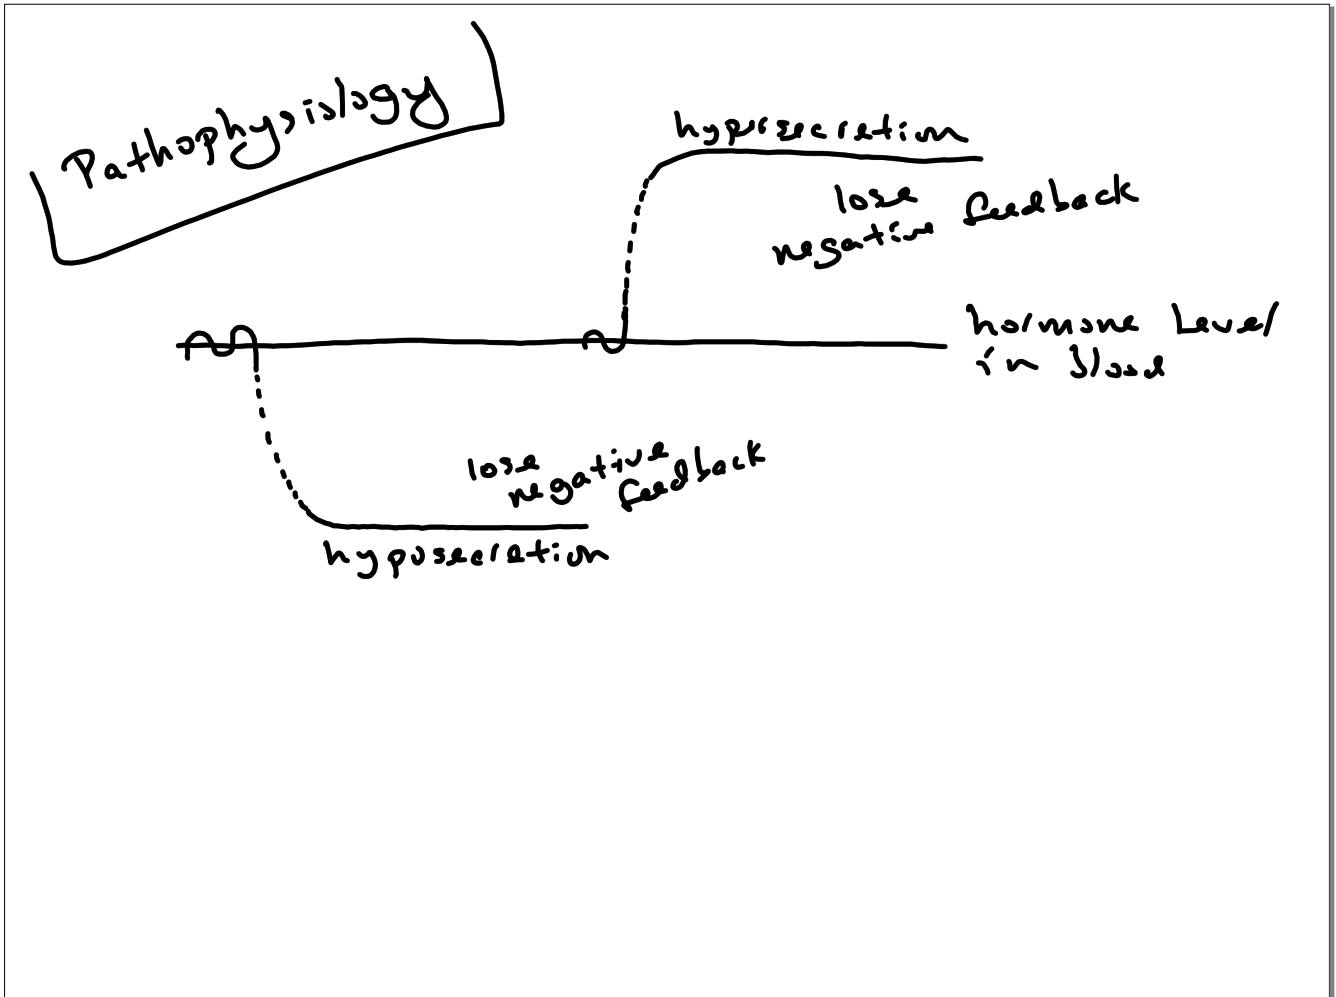 Pathophysiology
hypersecretion
lose
negative feedback
hormone level
in blood
lose
negative
feedback
hyposecretion